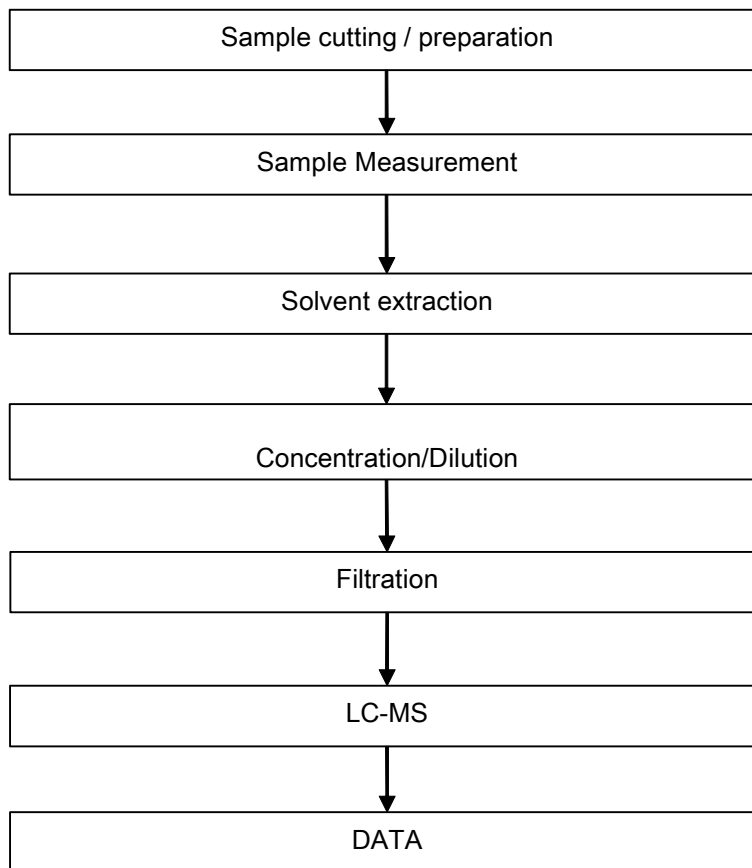 Sample cutting / preparation
Sample Measurement
Solvent extraction
Concentration/Dilution
Filtration
LC-MS
DATA